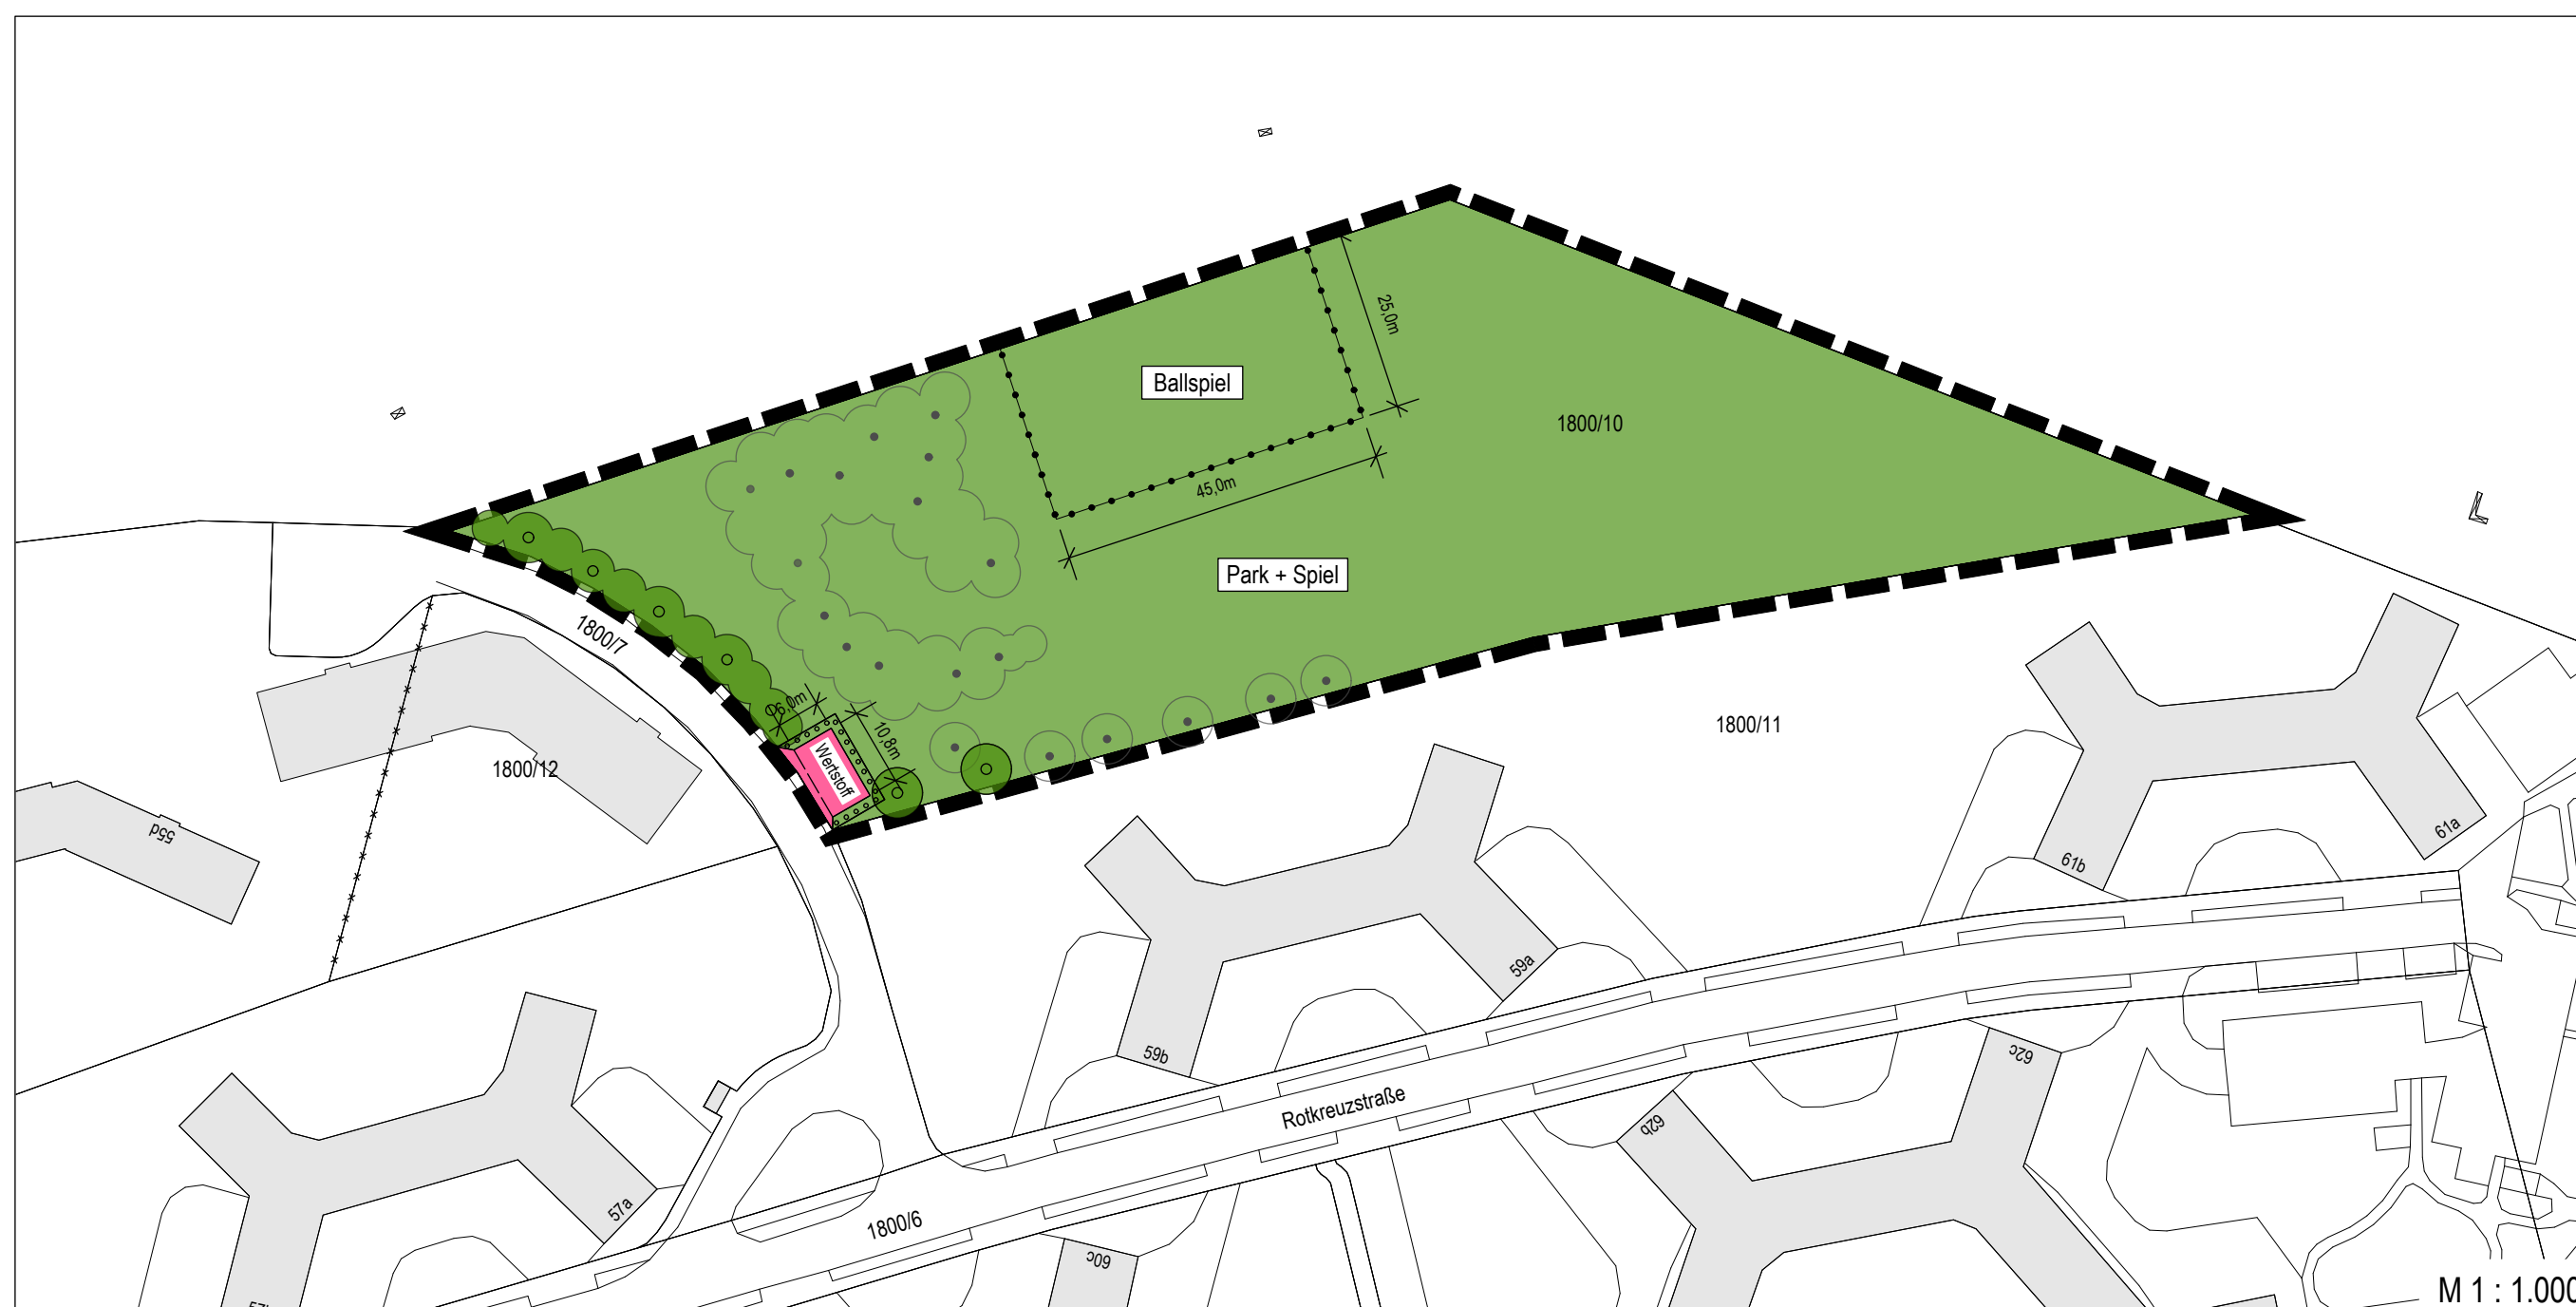 25,0m
Ballspiel
1800/10
45,0m
Park + Spiel
1800/7
6,0m
10,8m
1800/11
Wertstoff
1800/12
55d
61a
61b
59a
59b
62c
Rotkreuzstraße
62b
57a
1800/6
60c
M 1 : 1.000